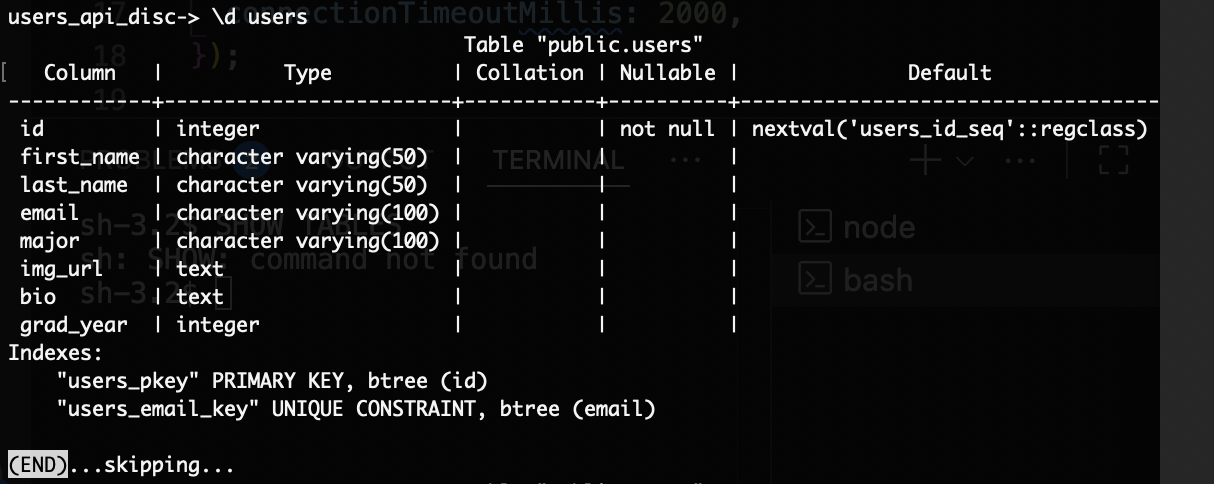 users_api_disc-> \d users
17 connectionTimeoutMillis: 2000,
Table "public.users"
18 });
Column | Type | Collation | Nullable | Default
19
------------+------------------------+-----------+----------+-----------------------------------
id | integer | | not null | nextval('users_id_seq'::regclass)
first_name | character varying(50) | | |
TERMINAL
last_name | character varying(50) | | |
email | character varying(100) | | |
sh-3.2$ SHOW TABLES
node
major | character varying(100) | | |
sh: SHOW: command not found
img_url | text | | |
bash
bio | text | | |
sh-3.2$
grad_year | integer | | |
Indexes:
"users_pkey" PRIMARY KEY, btree (id)
"users_email_key" UNIQUE CONSTRAINT, btree (email)
(END)...skipping...